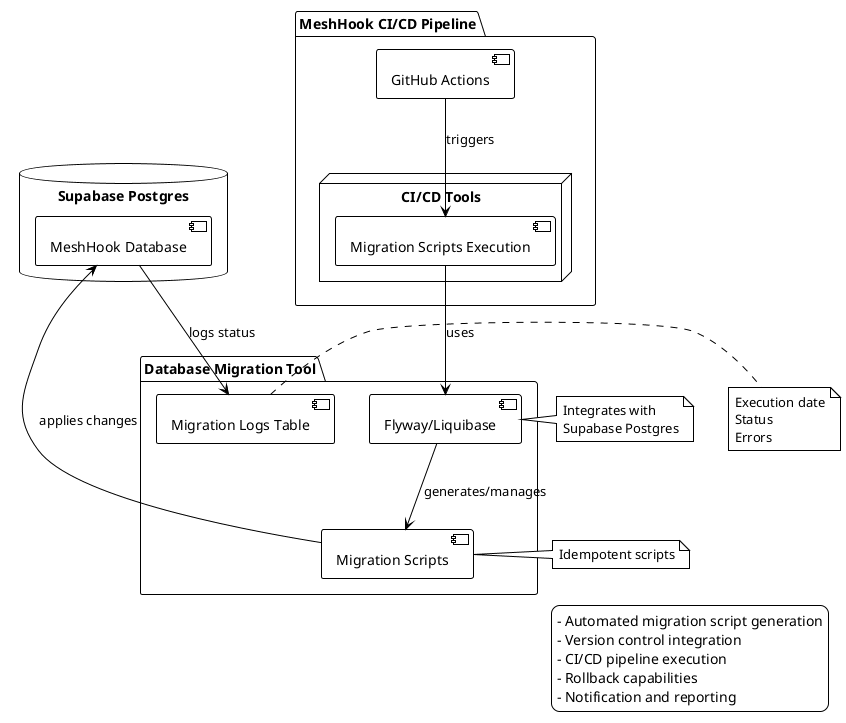 MeshHook CI/CD Pipeline
GitHub Actions
triggers
CI/CD Tools
Migration Scripts Execution
Supabase Postgres
MeshHook Database
logs status
uses
Database Migration Tool
Migration Logs Table
Flyway/Liquibase
Integrates with
Supabase Postgres
Execution date
Status
Errors
applies changes
generates/manages
Migration Scripts
Idempotent scripts
- Automated migration script generation
- Version control integration
- CI/CD pipeline execution
- Rollback capabilities
- Notification and reporting